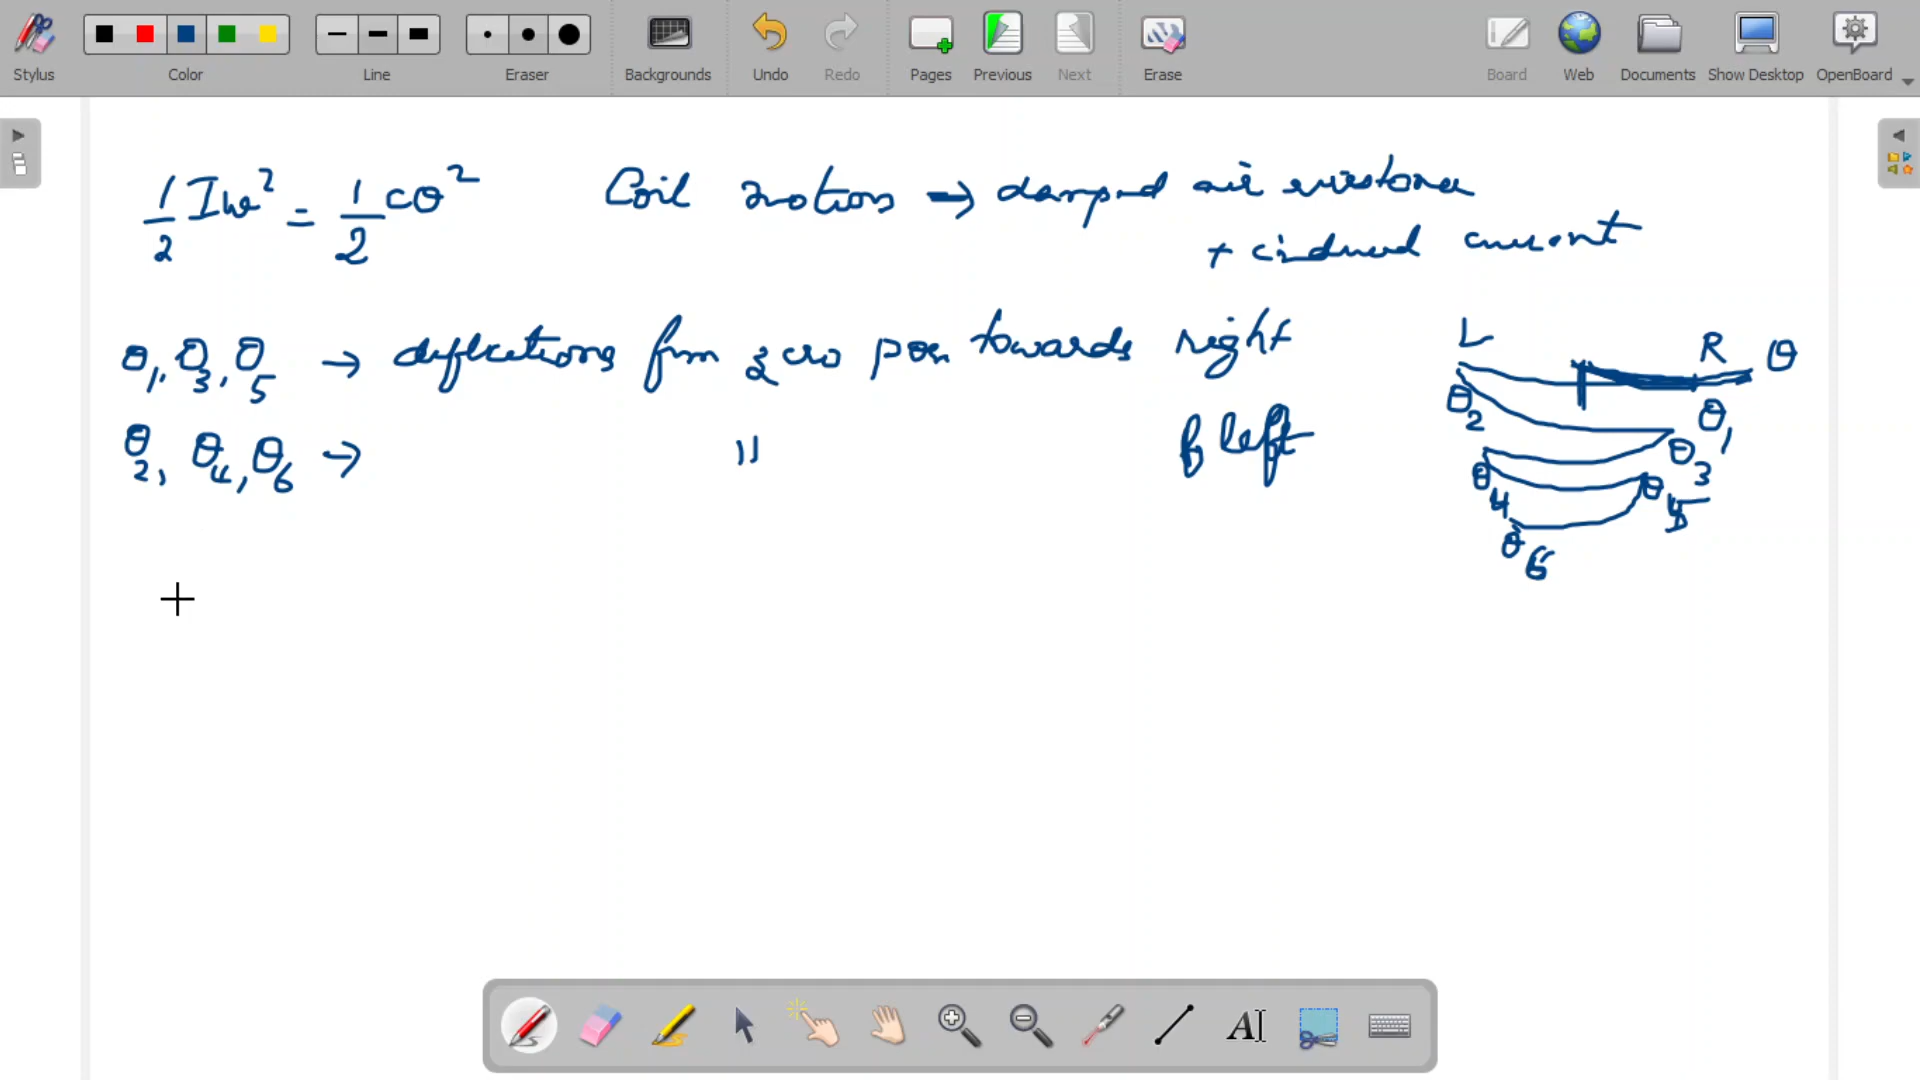 Stylus
Color
Line
Eraser
Backgrounds
Undo
Redo
Pages
Previous
Next
Erase
Board
Web
Documents
Show Desktop
OpenBoard
1/2 Iω² = 1/2 cθ²
Coil motion → damped air resistance
+ induced current
θ₁, θ₃, θ₅ → deflections from zero posn towards right
θ₂, θ₄, θ₆ → " left
L
R θ
θ₂ θ₁
θ₃
θ₄ θ₅
θ₆